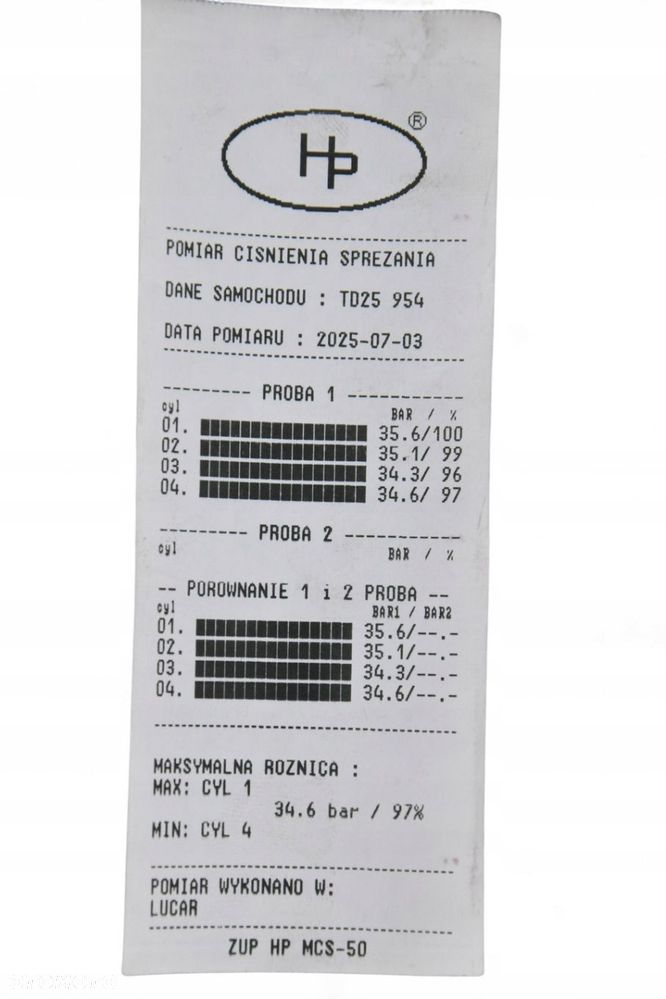 HP ®
POMIAR CISNIENIA SPREZANIA
DANE SAMOCHODU : TD25 954
DATA POMIARU : 2025-07-03
--------- PROBA 1 ------------
cyl BAR / %
01. 35.6/100
02. 35.1/ 99
03. 34.3/ 96
04. 34.6/ 97
--------- PROBA 2 ------------
cyl BAR / %
-- POROWNANIE 1 i 2 PROBA --
cyl BAR1 / BAR2
01. 35.6/--.-
02. 35.1/--.-
03. 34.3/--.-
04. 34.6/--.-
MAKSYMALNA ROZNICA :
MAX: CYL 1
34.6 bar / 97%
MIN: CYL 4
POMIAR WYKONANO W:
LUCAR
ZUP HP MCS-50